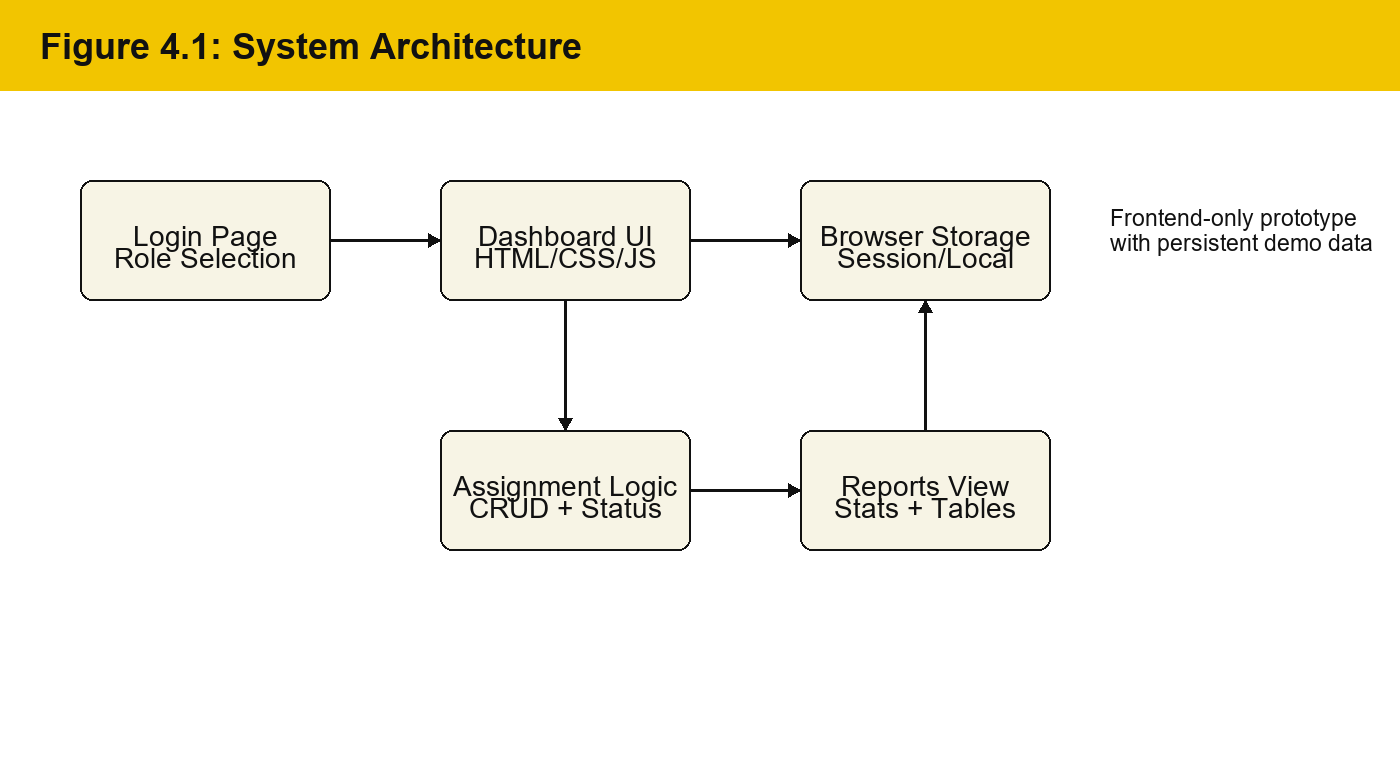 Figure 4.1: System Architecture
Login Page
Role Selection
Dashboard UI
HTML/CSS/JS
Browser Storage
Session/Local
Frontend-only prototype
with persistent demo data
Assignment Logic
CRUD + Status
Reports View
Stats + Tables